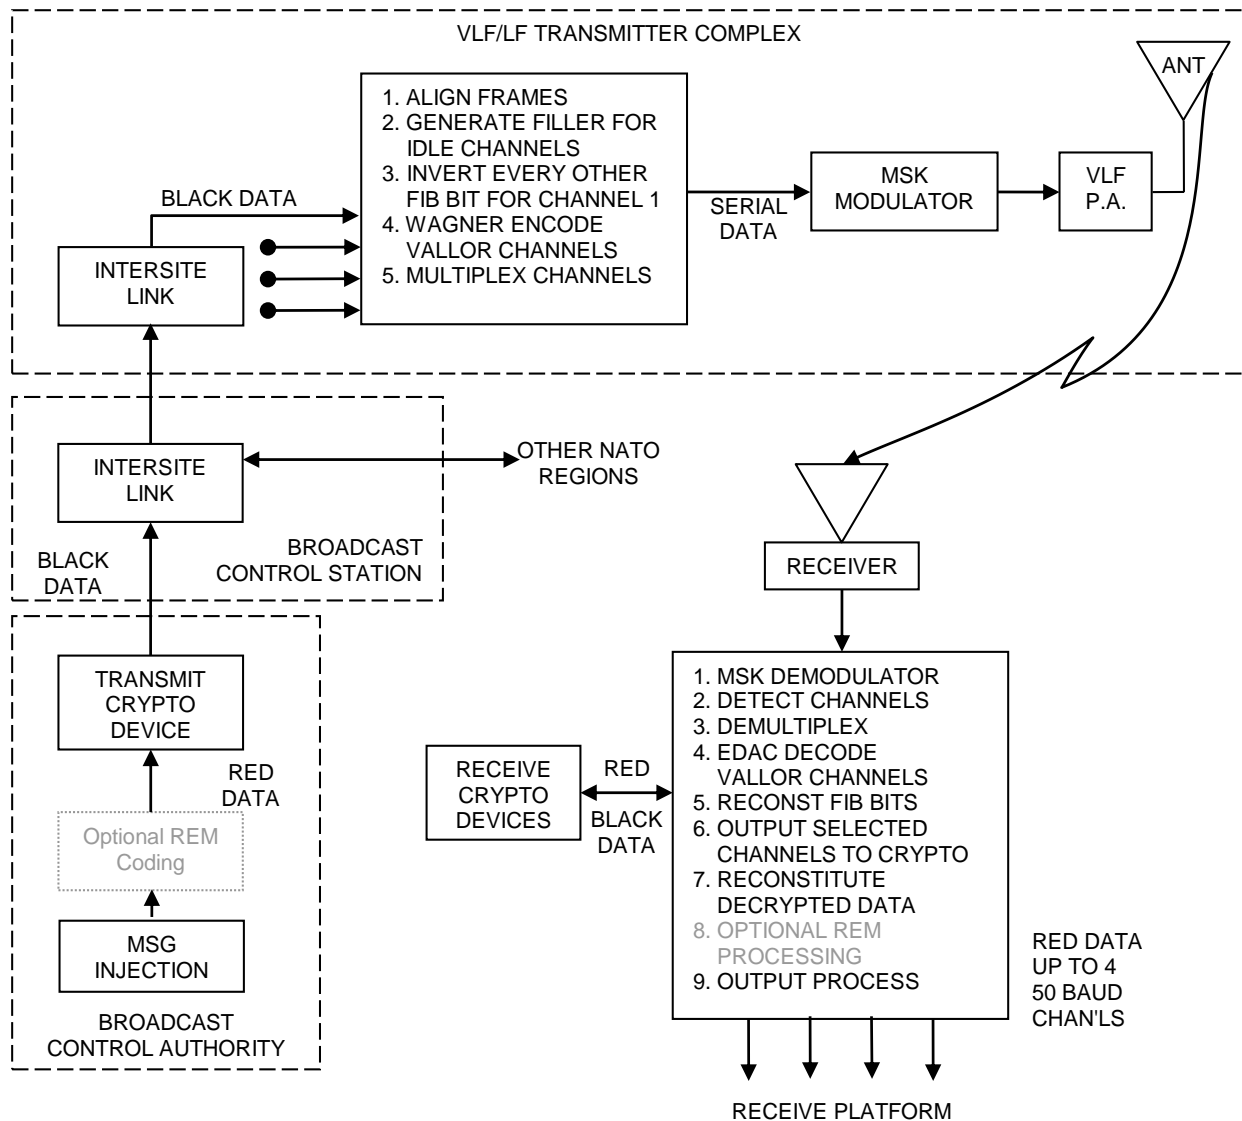 VLF/LF TRANSMITTER COMPLEX
ANT
1. ALIGN FRAMES
2. GENERATE FILLER FOR
IDLE CHANNELS
3. INVERT EVERY OTHER
FIB BIT FOR CHANNEL 1
4. WAGNER ENCODE
VALLOR CHANNELS
5. MULTIPLEX CHANNELS
BLACK DATA
SERIAL
DATA
MSK
MODULATOR
VLF
P.A.
INTERSITE
LINK
INTERSITE
LINK
OTHER NATO
REGIONS
BROADCAST
CONTROL STATION
BLACK
DATA
RECEIVER
TRANSMIT
CRYPTO
DEVICE
RED
DATA
Optional REM
Coding
MSG
INJECTION
BROADCAST
CONTROL AUTHORITY
RECEIVE
CRYPTO
DEVICES
RED
BLACK
DATA
1. MSK DEMODULATOR
2. DETECT CHANNELS
3. DEMULTIPLEX
4. EDAC DECODE
VALLOR CHANNELS
5. RECONST FIB BITS
6. OUTPUT SELECTED
CHANNELS TO CRYPTO
7. RECONSTITUTE
DECRYPTED DATA
8. OPTIONAL REM
PROCESSING
9. OUTPUT PROCESS
RED DATA
UP TO 4
50 BAUD
CHAN'LS
RECEIVE PLATFORM